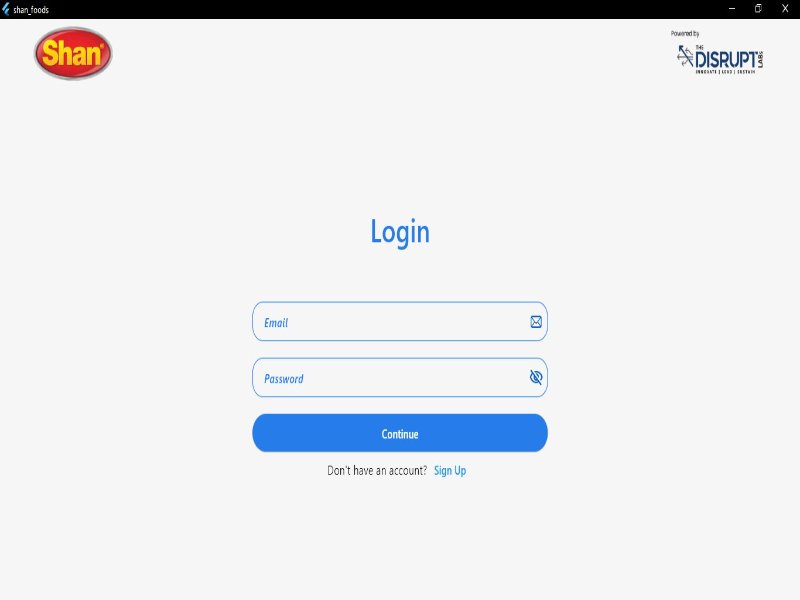 shan_foods
Shan
Powered by
THE
DISRUPT
LABS
INNOVATE | LEAD | SUSTAIN
Login
Email
Password
Continue
Don't have an account? Sign Up